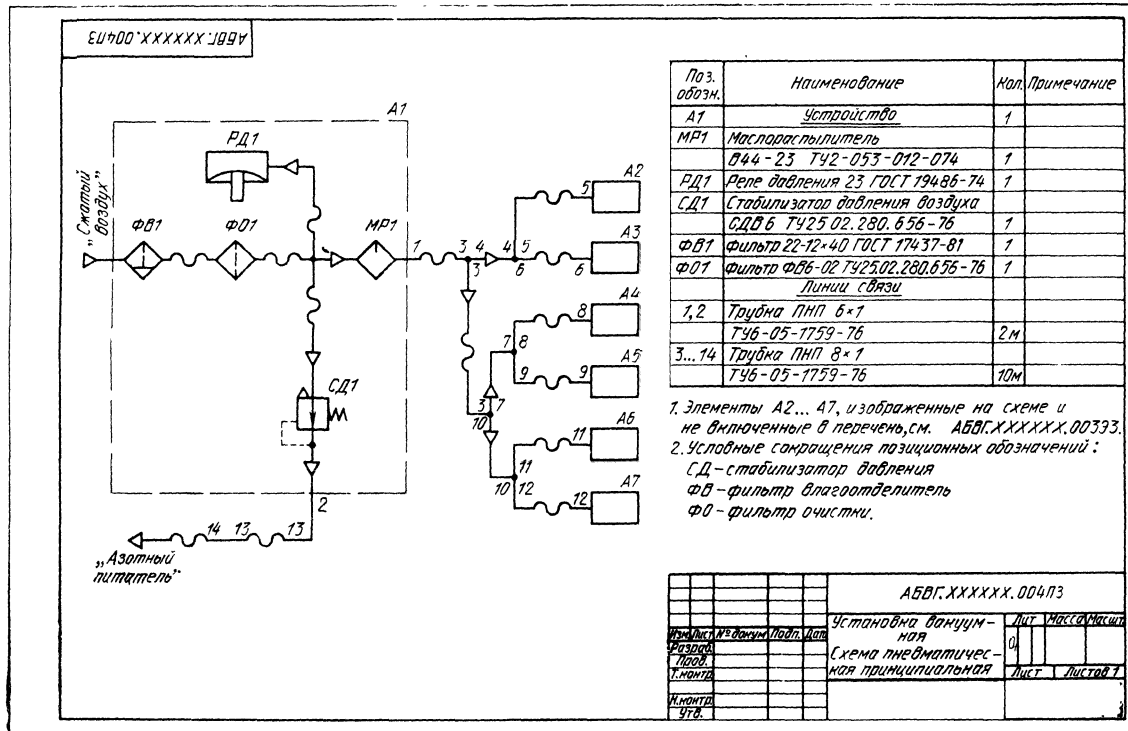 АБВГ.XXXXXX.004П3
А1
РД1
„Сжатый
воздух"
ФВ1
ФО1
МР1
СД1
2
14 13 13
„Азотный
питатель"
1 3 4 4 5
3 6
5 А2
6 А3
8 А4
7 8
9 9 А5
3 7
10
11 А6
11
10 12
12 А7
Поз. обозн. Наименование Кол. Примечание
А1 Устройство 1
МР1 Маслораспылитель
В44-23 ТУ2-053-012-074 1
РД1 Реле давления 23 ГОСТ 19486-74 1
СД1 Стабилизатор давления воздуха
СДВ6 ТУ25 02.280.656-76 1
ФВ1 Фильтр 22-12×40 ГОСТ 17437-81 1
ФО1 Фильтр ФВ6-02 ТУ25.02.280.656-76 1
Линии связи
1,2 Трубка ПНП 6×1
ТУ6-05-1759-76 2м
3...14 Трубка ПНП 8×1
ТУ6-05-1759-76 10м
1. Элементы А2... А7, изображенные на схеме и
не включенные в перечень, см. АБВГ.XXXXXX.003Э3.
2. Условные сокращения позиционных обозначений:
СД-стабилизатор давления
ФВ-фильтр влагоотделитель
ФО-фильтр очистки.
АБВГ.XXXXXX.004П3
Установка вакуум-
ная
Схема пневматичес-
кая принципиальная
Лит Масса Масшт
Лист Листов 1
Изм Лист № докум Подп. Дат
Разраб.
Пров.
Т.контр
Н.контр
Утв.